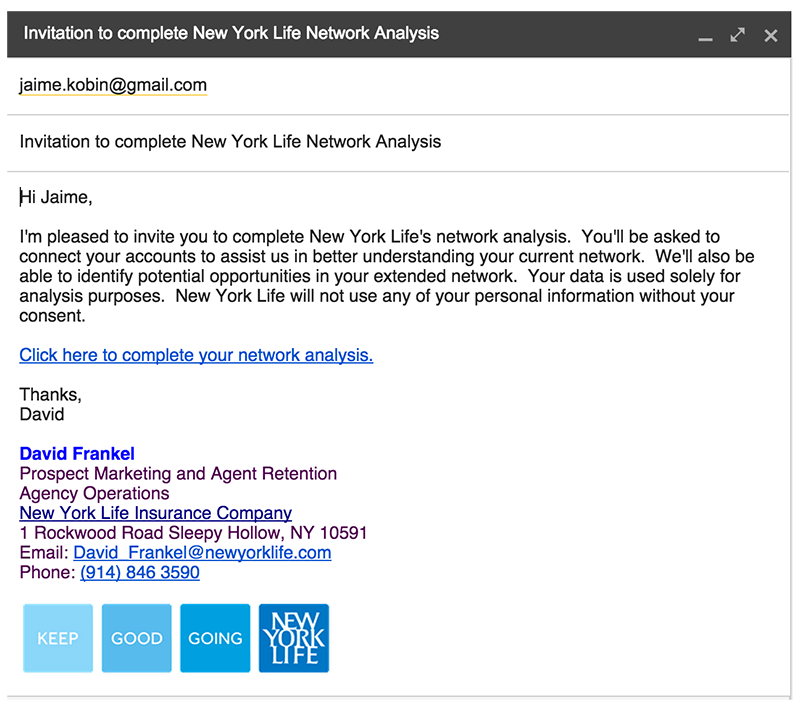 Invitation to complete New York Life Network Analysis
jaime.kobin@gmail.com
Invitation to complete New York Life Network Analysis
Hi Jaime,
I'm pleased to invite you to complete New York Life's network analysis.  You'll be asked to
connect your accounts to assist us in better understanding your current network.  We'll also be
able to identify potential opportunities in your extended network.  Your data is used solely for
analysis purposes.  New York Life will not use any of your personal information without your
consent.
Click here to complete your network analysis.
Thanks,
David
David Frankel
Prospect Marketing and Agent Retention
Agency Operations
New York Life Insurance Company
1 Rockwood Road Sleepy Hollow, NY 10591
Email: David_Frankel@newyorklife.com
Phone: (914) 846 3590
KEEP GOOD GOING NEW YORK LIFE